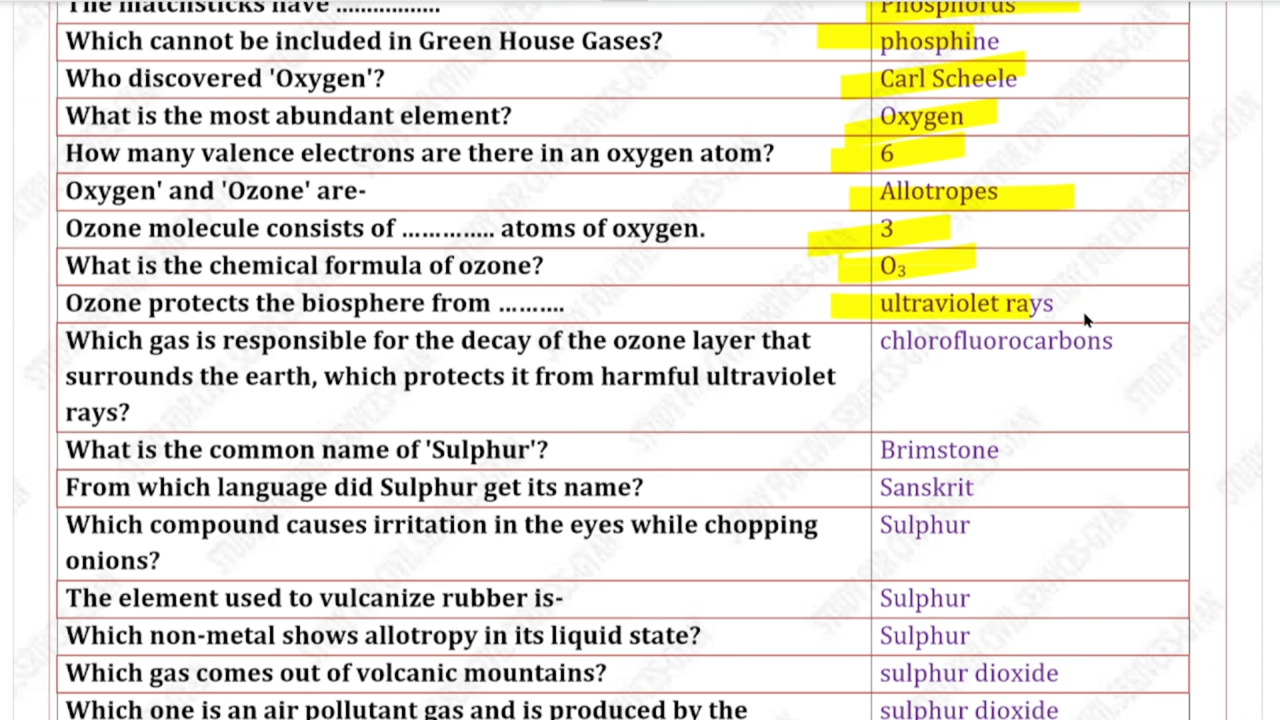 The matchsticks have ................. Phosphorus
Which cannot be included in Green House Gases? phosphine
Who discovered 'Oxygen'? Carl Scheele
What is the most abundant element? Oxygen
How many valence electrons are there in an oxygen atom? 6
Oxygen' and 'Ozone' are- Allotropes
Ozone molecule consists of .............. atoms of oxygen. 3
What is the chemical formula of ozone? O₃
Ozone protects the biosphere from .......... ultraviolet rays
Which gas is responsible for the decay of the ozone layer that chlorofluorocarbons
surrounds the earth, which protects it from harmful ultraviolet
rays?
What is the common name of 'Sulphur'? Brimstone
From which language did Sulphur get its name? Sanskrit
Which compound causes irritation in the eyes while chopping Sulphur
onions?
The element used to vulcanize rubber is- Sulphur
Which non-metal shows allotropy in its liquid state? Sulphur
Which gas comes out of volcanic mountains? sulphur dioxide
Which one is an air pollutant gas and is produced by the sulphur dioxide